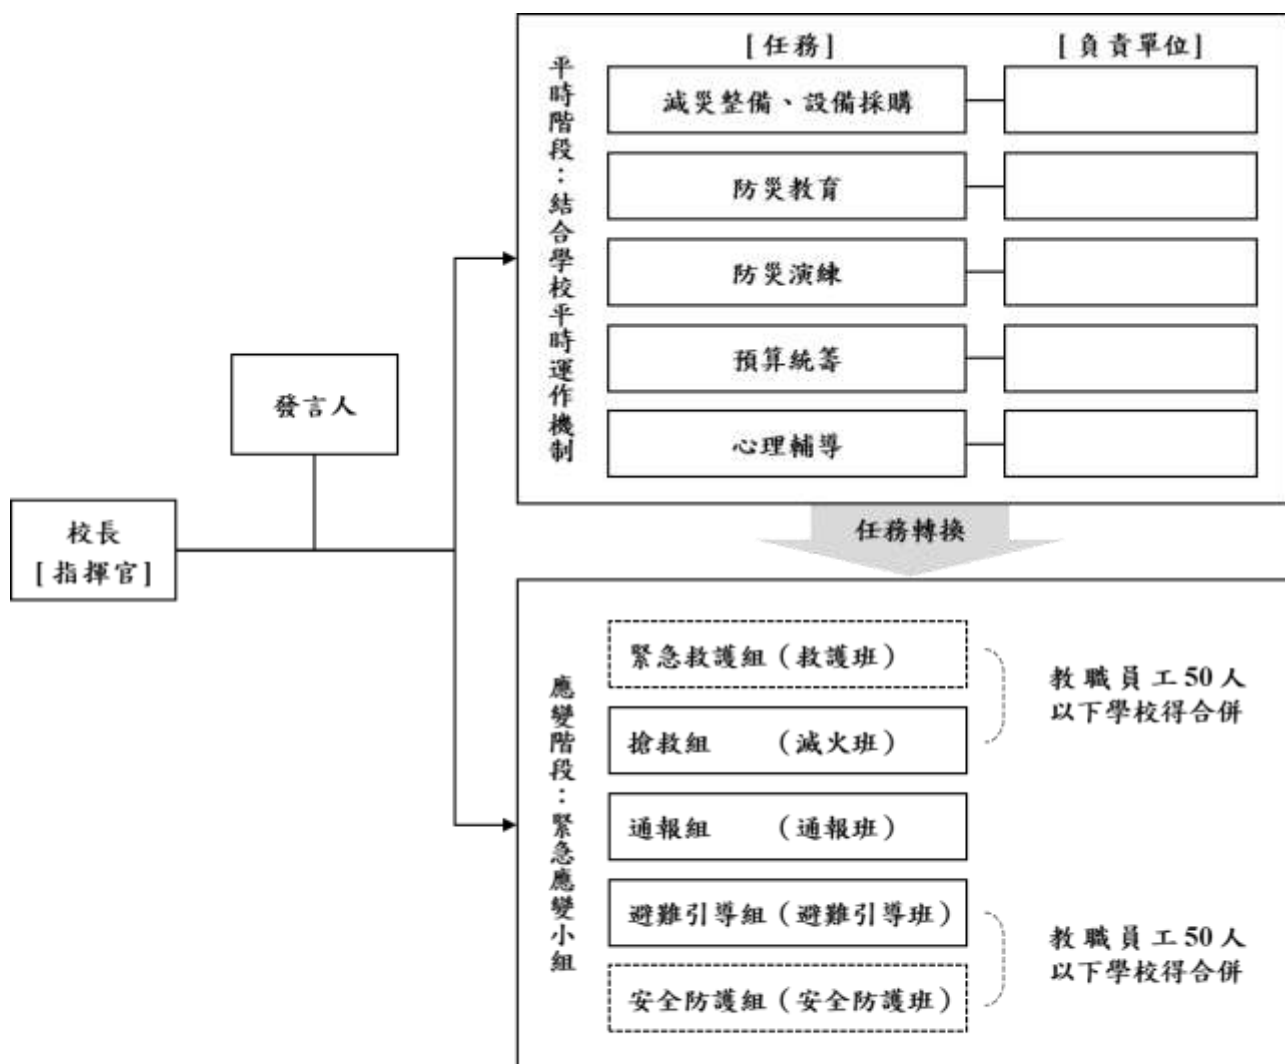 [任務]
[負責單位]
平時階段：結合學校平時運作機制
減災整備、設備採購
防災教育
防災演練
預算統籌
心理輔導
發言人
校長
[指揮官]
任務轉換
應變階段：緊急應變小組
緊急救護組（救護班）
搶救組（滅火班）
通報組（通報班）
避難引導組（避難引導班）
安全防護組（安全防護班）
教職員工50人
以下學校得合併
教職員工50人
以下學校得合併